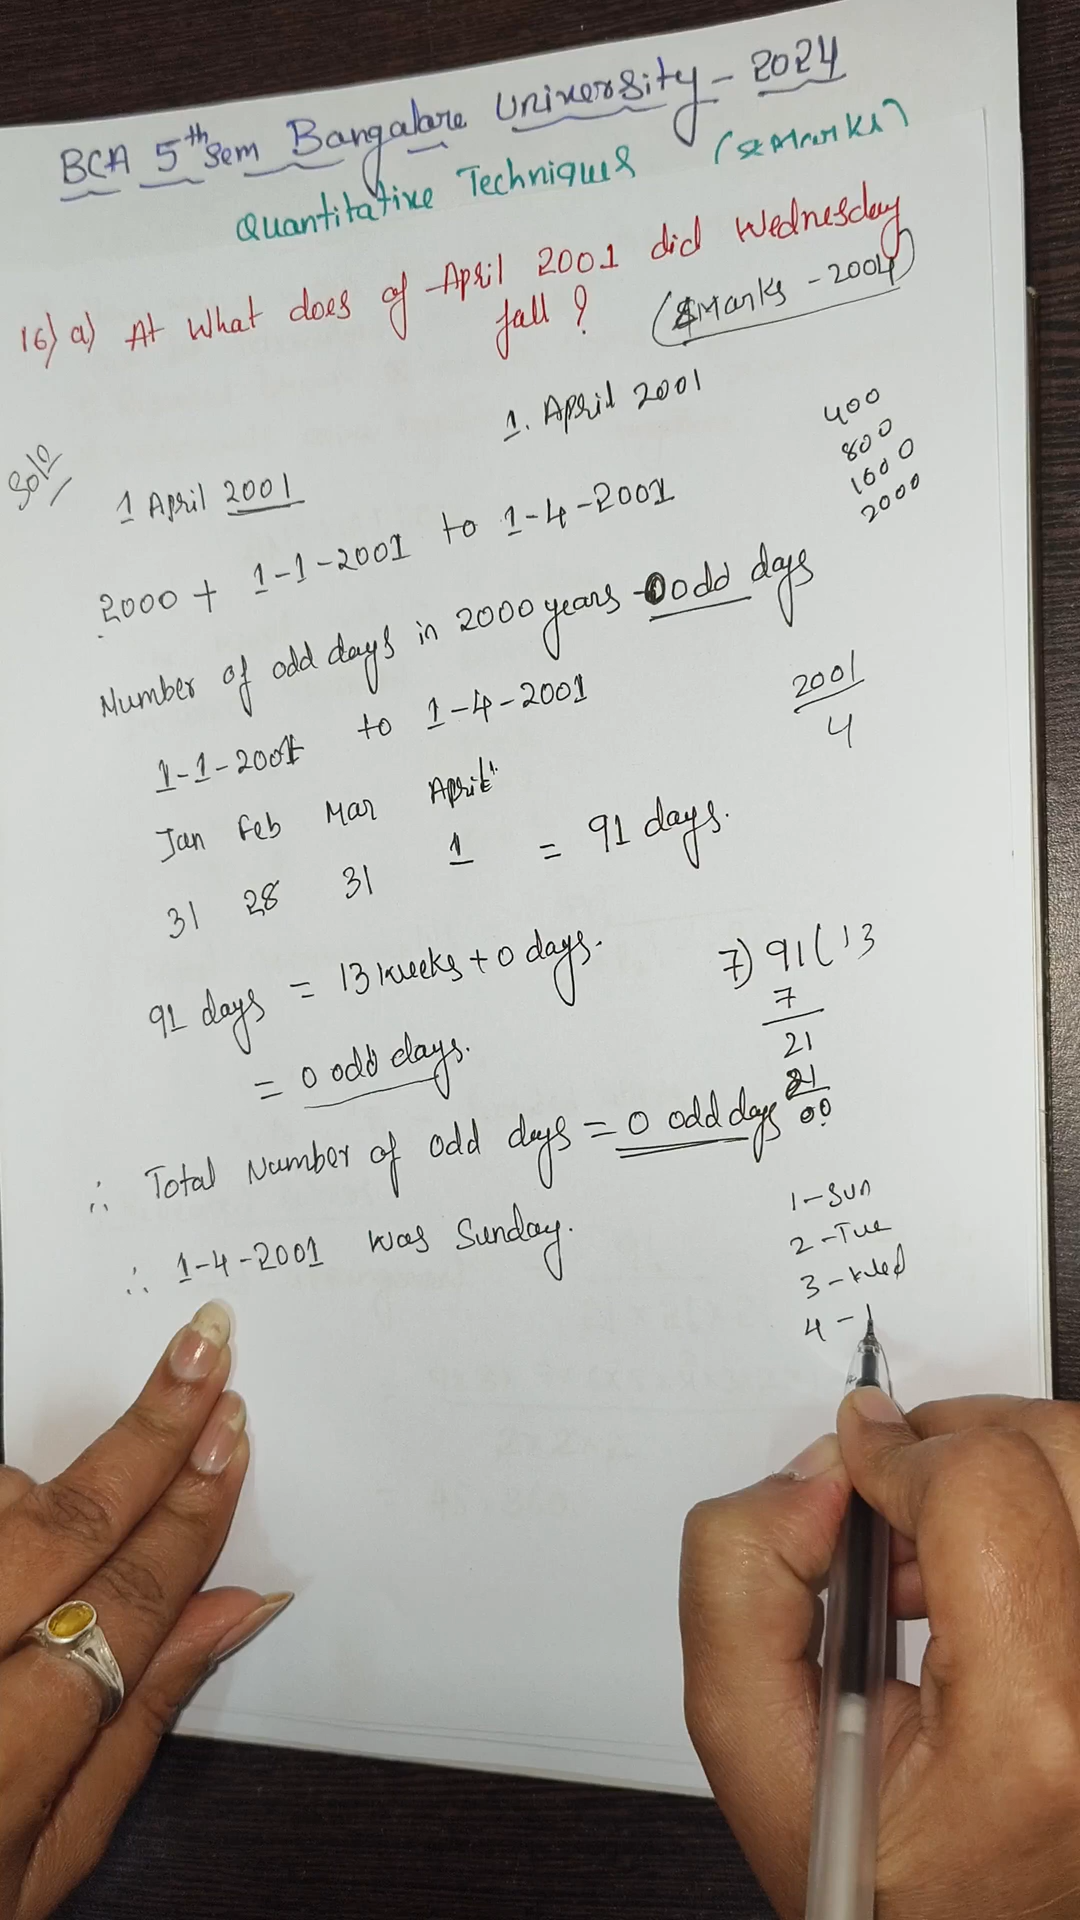 BCA 5th Sem Bangalore University - 2024
Quantitative Techniques (8 Marks)
16) a) At what does of April 2001 did Wednesday
fall ? (8 Marks - 2004)
1. April 2001
Soln
1 April 2001
400
800
1600
2000
2000 + 1-1-2001 to 1-4-2001
Number of odd days in 2000 years - 0 odd days
1-1-2001 to 1-4-2001
2001
4
Jan Feb Mar April
31 28 31 1 = 91 days.
91 days = 13 weeks + 0 days.
7) 91 ( 13
7
21
21
00
= 0 odd days.
∴ Total Number of odd days = 0 odd days
∴ 1-4-2001 was Sunday.
1 - Sun
2 - Tue
3 - Wed
4 -